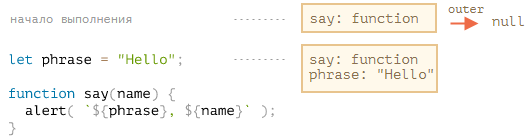 начало выполнения --------- say: function outer null
let phrase = "Hello"; --------- say: function
phrase: "Hello"
function say(name) {
alert( `${phrase}, ${name}` );
}